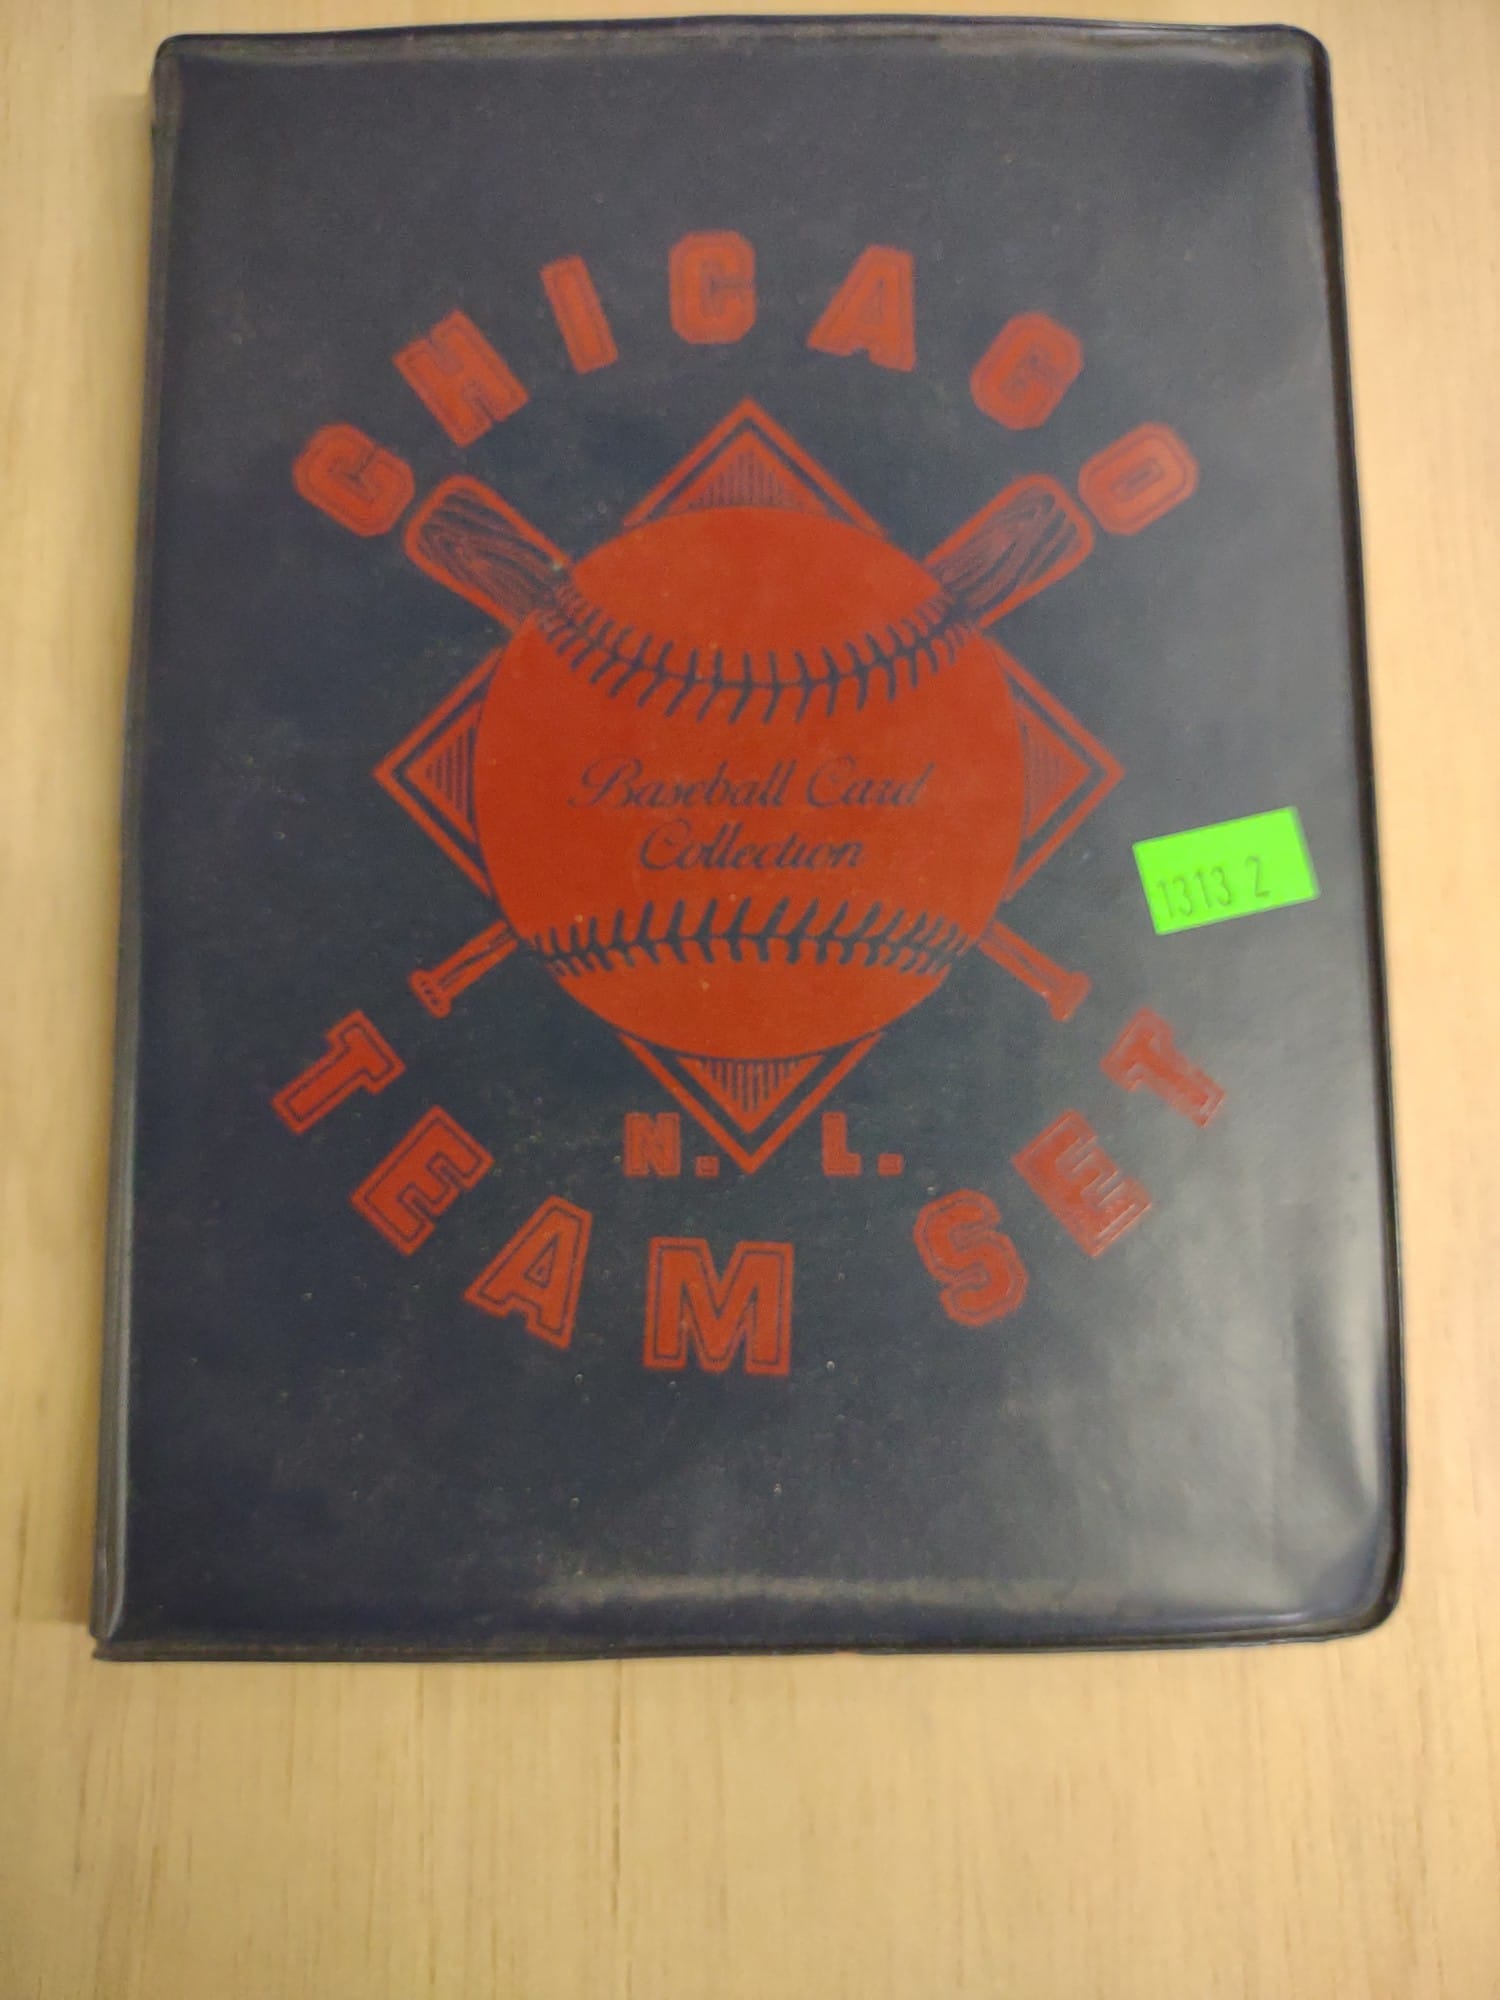 CHICAGO
Baseball Card
Collection
1313 2
N. L.
TEAM SET